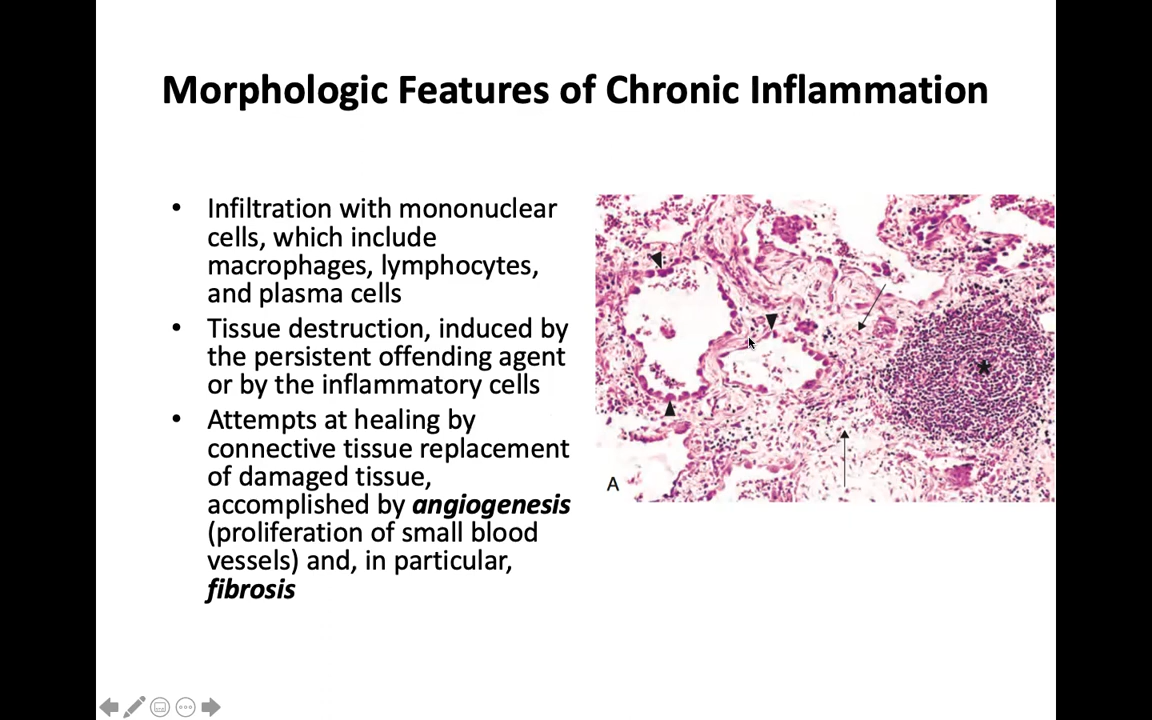 Morphologic Features of Chronic Inflammation
• Infiltration with mononuclear
cells, which include
macrophages, lymphocytes,
and plasma cells
• Tissue destruction, induced by
the persistent offending agent
or by the inflammatory cells
• Attempts at healing by
connective tissue replacement
of damaged tissue,
accomplished by angiogenesis
(proliferation of small blood
vessels) and, in particular,
fibrosis
*
A